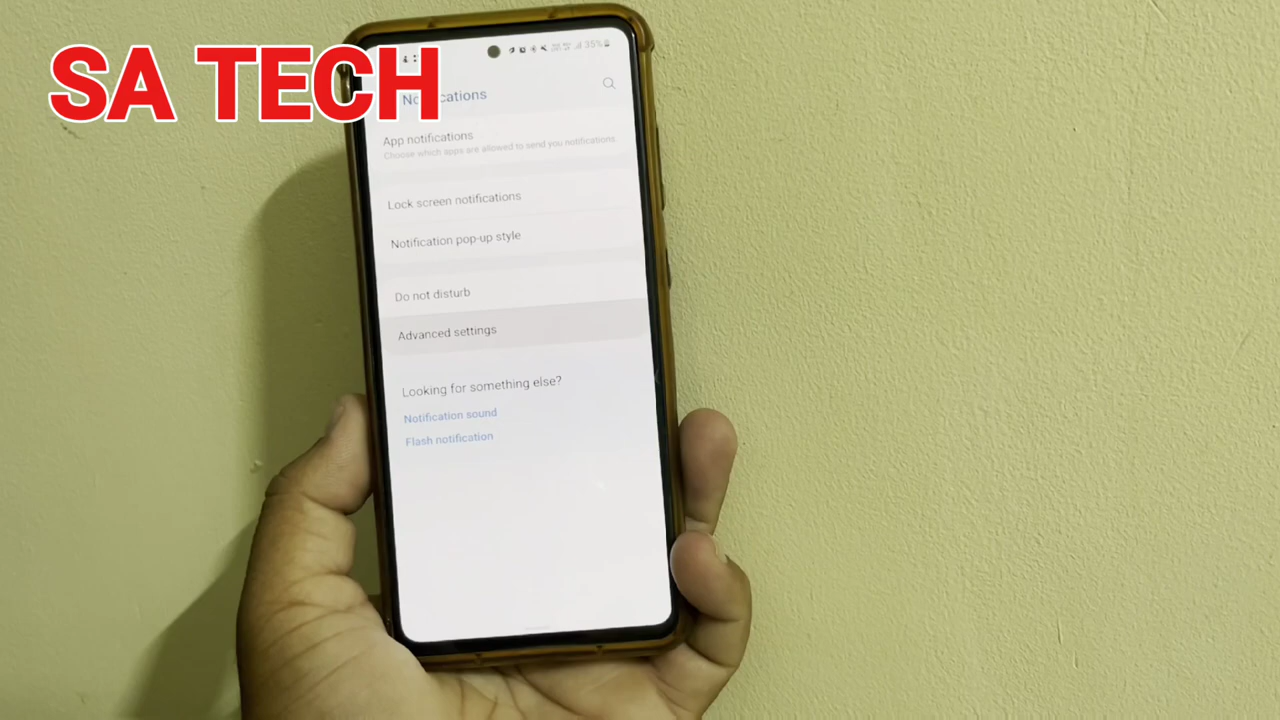 SA TECH
35%
Notifications
App notifications
Choose which apps are allowed to send you notifications.
Lock screen notifications
Notification pop-up style
Do not disturb
Advanced settings
Looking for something else?
Notification sound
Flash notification